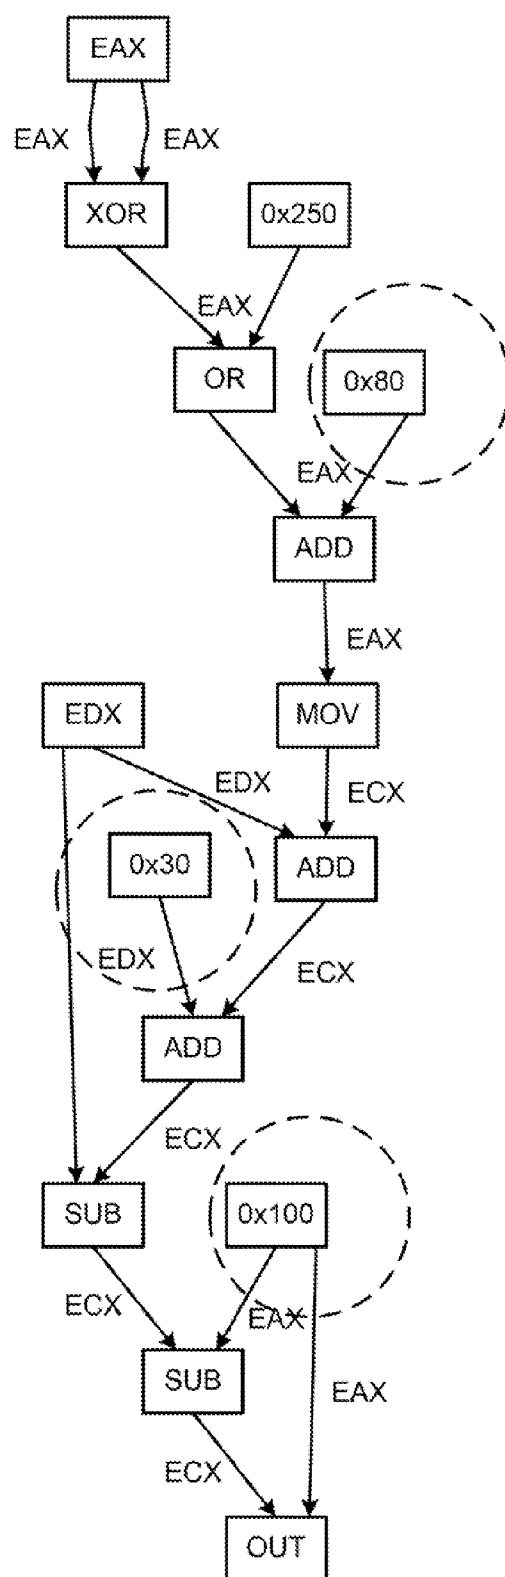 EAX
EAX EAX
XOR 0x250
EAX
OR 0x80
EAX
ADD
EAX
EDX MOV
EDX ECX
0x30 ADD
EDX ECX
ADD
ECX
SUB 0x100
ECX EAX
SUB EAX
ECX
OUT